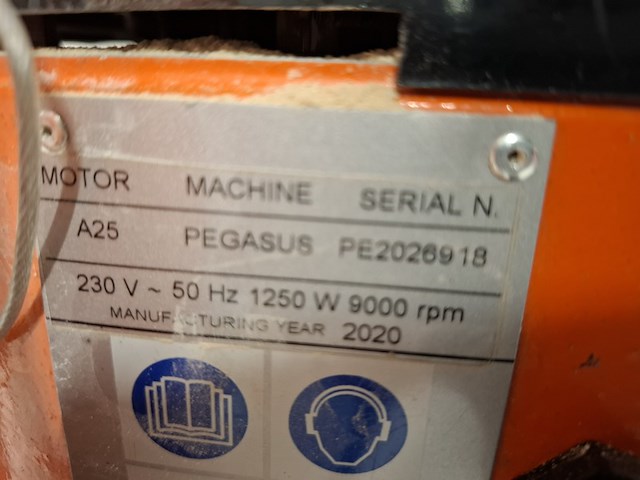 MOTOR MACHINE SERIAL N.
A25 PEGASUS PE2026918
230 V ~ 50 Hz 1250 W 9000 rpm
MANUFACTURING YEAR 2020